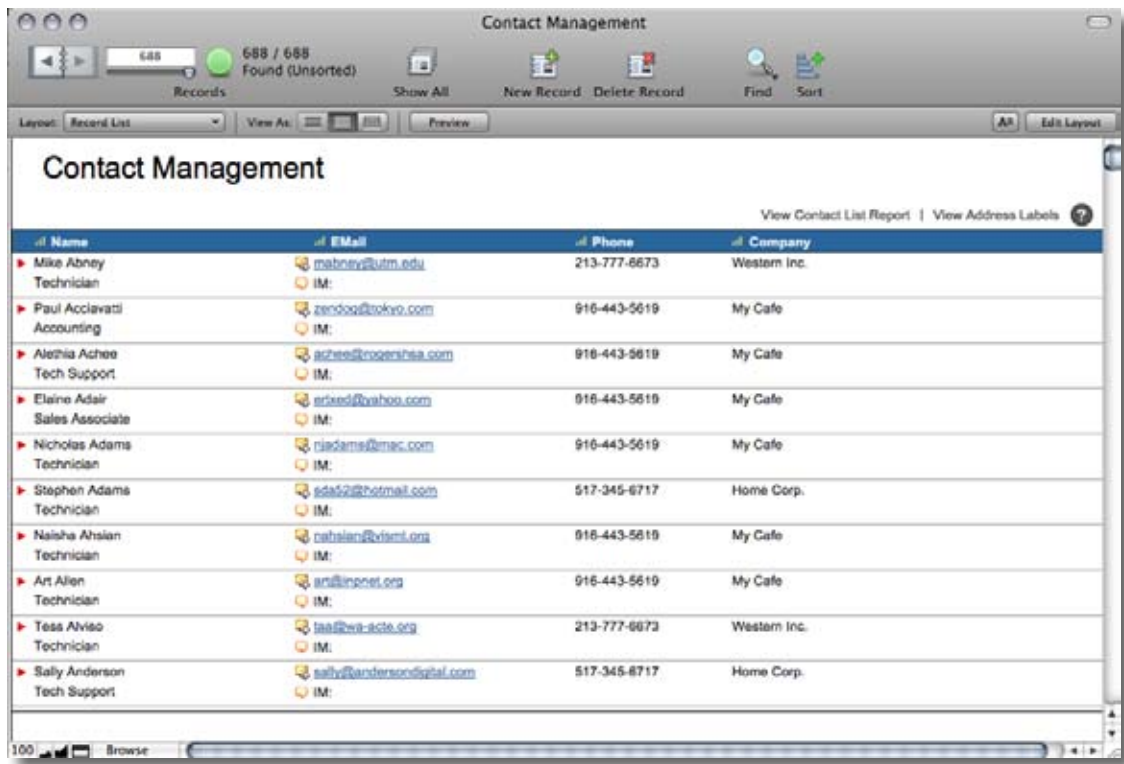 Contact Management
688
688 / 688
Found (Unsorted)
Records Show All New Record Delete Record Find Sort
Layout: Record List View As: Preview Edit Layout
Contact Management
View Contact List Report | View Address Labels ?
Name EMail Phone Company
Mike Abney mabney@utm.edu 213-777-6673 Western Inc.
Technician IM:
Paul Acciavatti zendog@tokyo.com 916-443-5619 My Cafe
Accounting IM:
Alethia Achee achee@rogershsa.com 916-443-5619 My Cafe
Tech Support IM:
Elaine Adair 916-443-5619 My Cafe
Sales Associate IM:
Nicholas Adams njadams@mac.com 916-443-5619 My Cafe
Technician IM:
Stephen Adams sda52@hotmail.com 517-345-6717 Home Corp.
Technician IM:
Naisha Ahsian 916-443-5619 My Cafe
Technician IM:
Art Allen art@inpnet.org 916-443-5619 My Cafe
Technician IM:
Tess Alviso taa@wa-acte.org 213-777-6673 Western Inc.
Technician IM:
Sally Anderson sally@andersondigital.com 517-345-6717 Home Corp.
Tech Support IM:
100 Browse